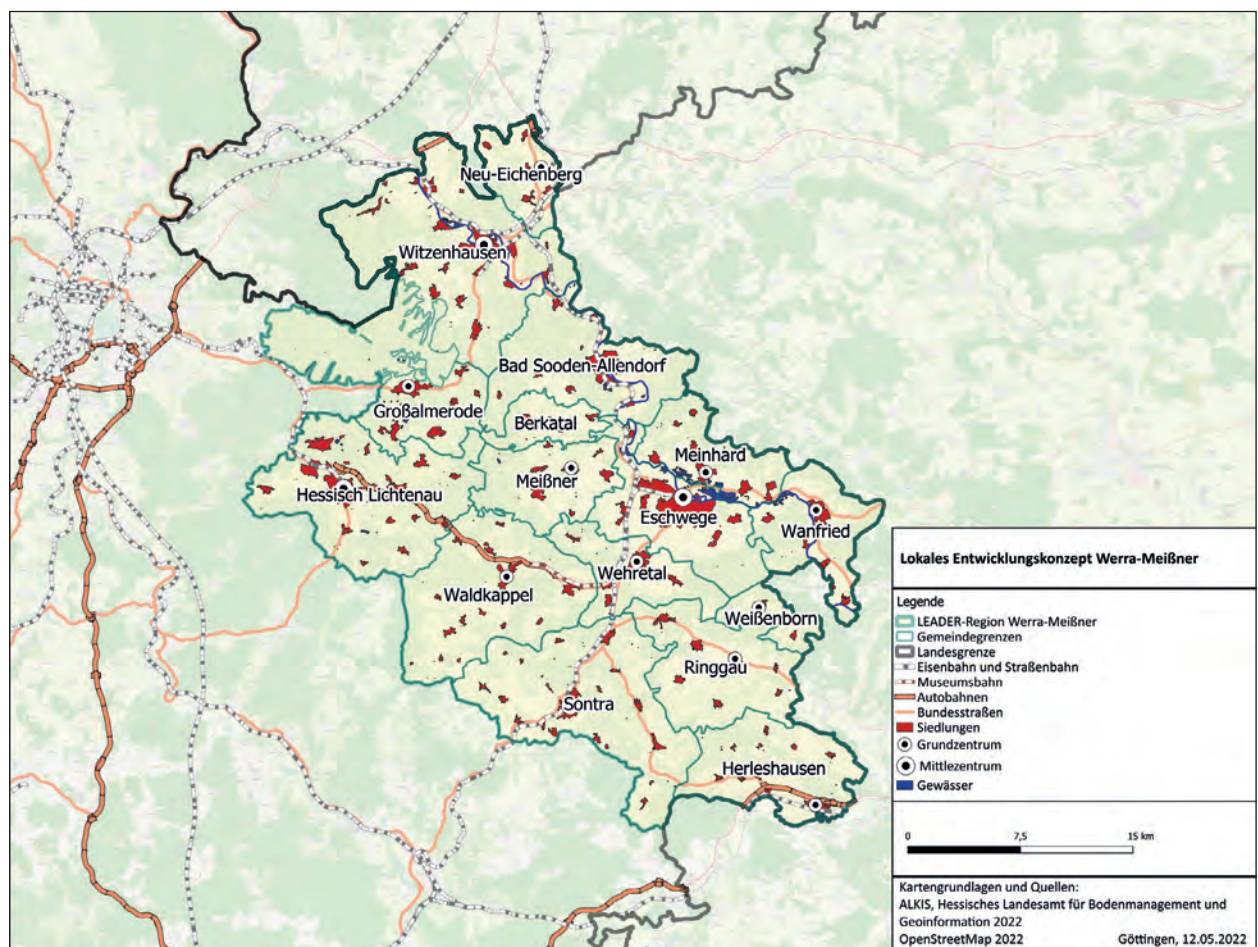 Neu-Eichenberg
Witzenhausen
Bad Sooden-Allendorf
Großalmerode
Berkatal
Meinhard
Meißner
Hessisch Lichtenau
Eschwege
Wanfried
Wehretal
Waldkappel
Weißenborn
Ringgau
Sontra
Herleshausen
Lokales Entwicklungskonzept Werra-Meißner
Legende
LEADER-Region Werra-Meißner
Gemeindegrenzen
Landesgrenze
Eisenbahn und Straßenbahn
Museumsbahn
Autobahnen
Bundesstraßen
Siedlungen
Grundzentrum
Mittlezentrum
Gewässer
0 7,5 15 km
Kartengrundlagen und Quellen:
ALKIS, Hessisches Landesamt für Bodenmanagement und
Geoinformation 2022
OpenStreetMap 2022 Göttingen, 12.05.2022